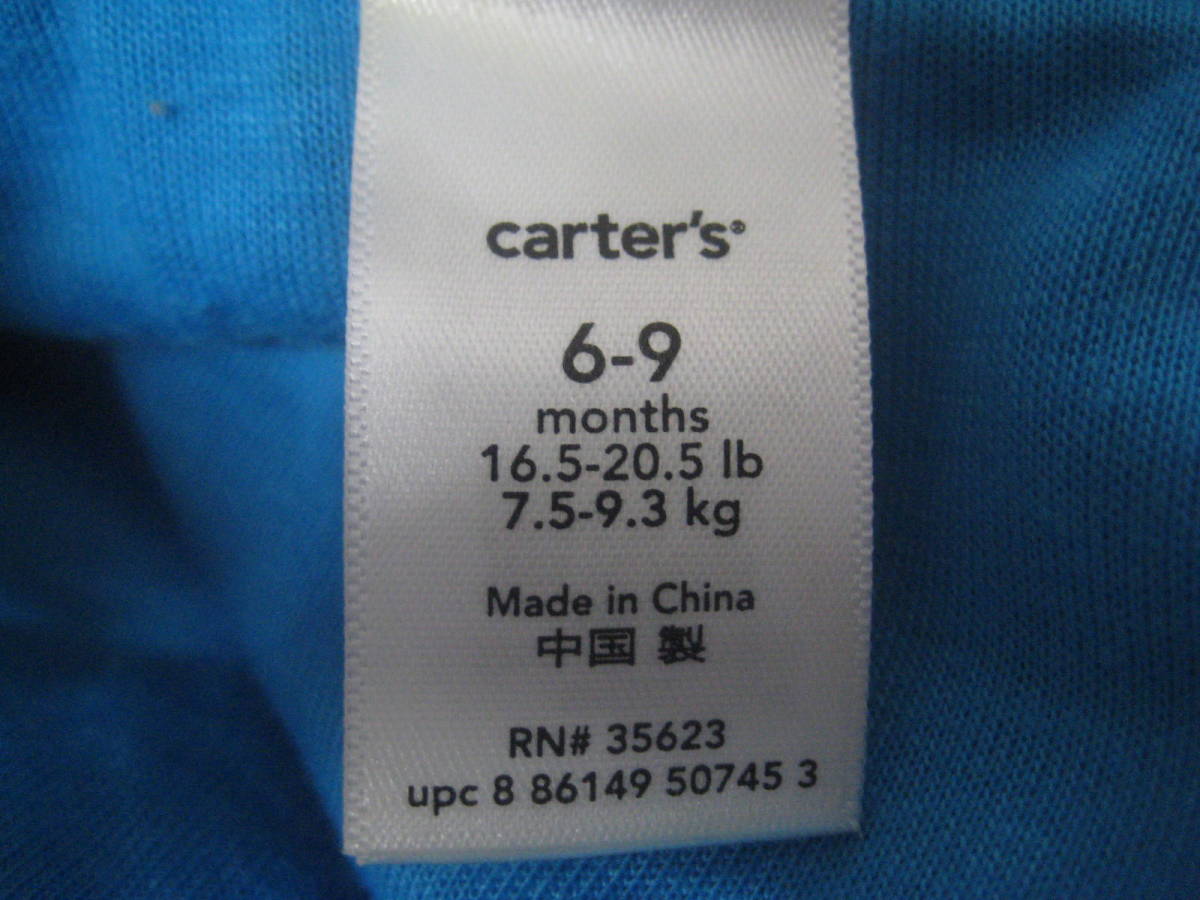 carter's®
6-9
months
16.5-20.5 lb
7.5-9.3 kg
Made in China
中国 製
RN# 35623
upc 8 86149 50745 3